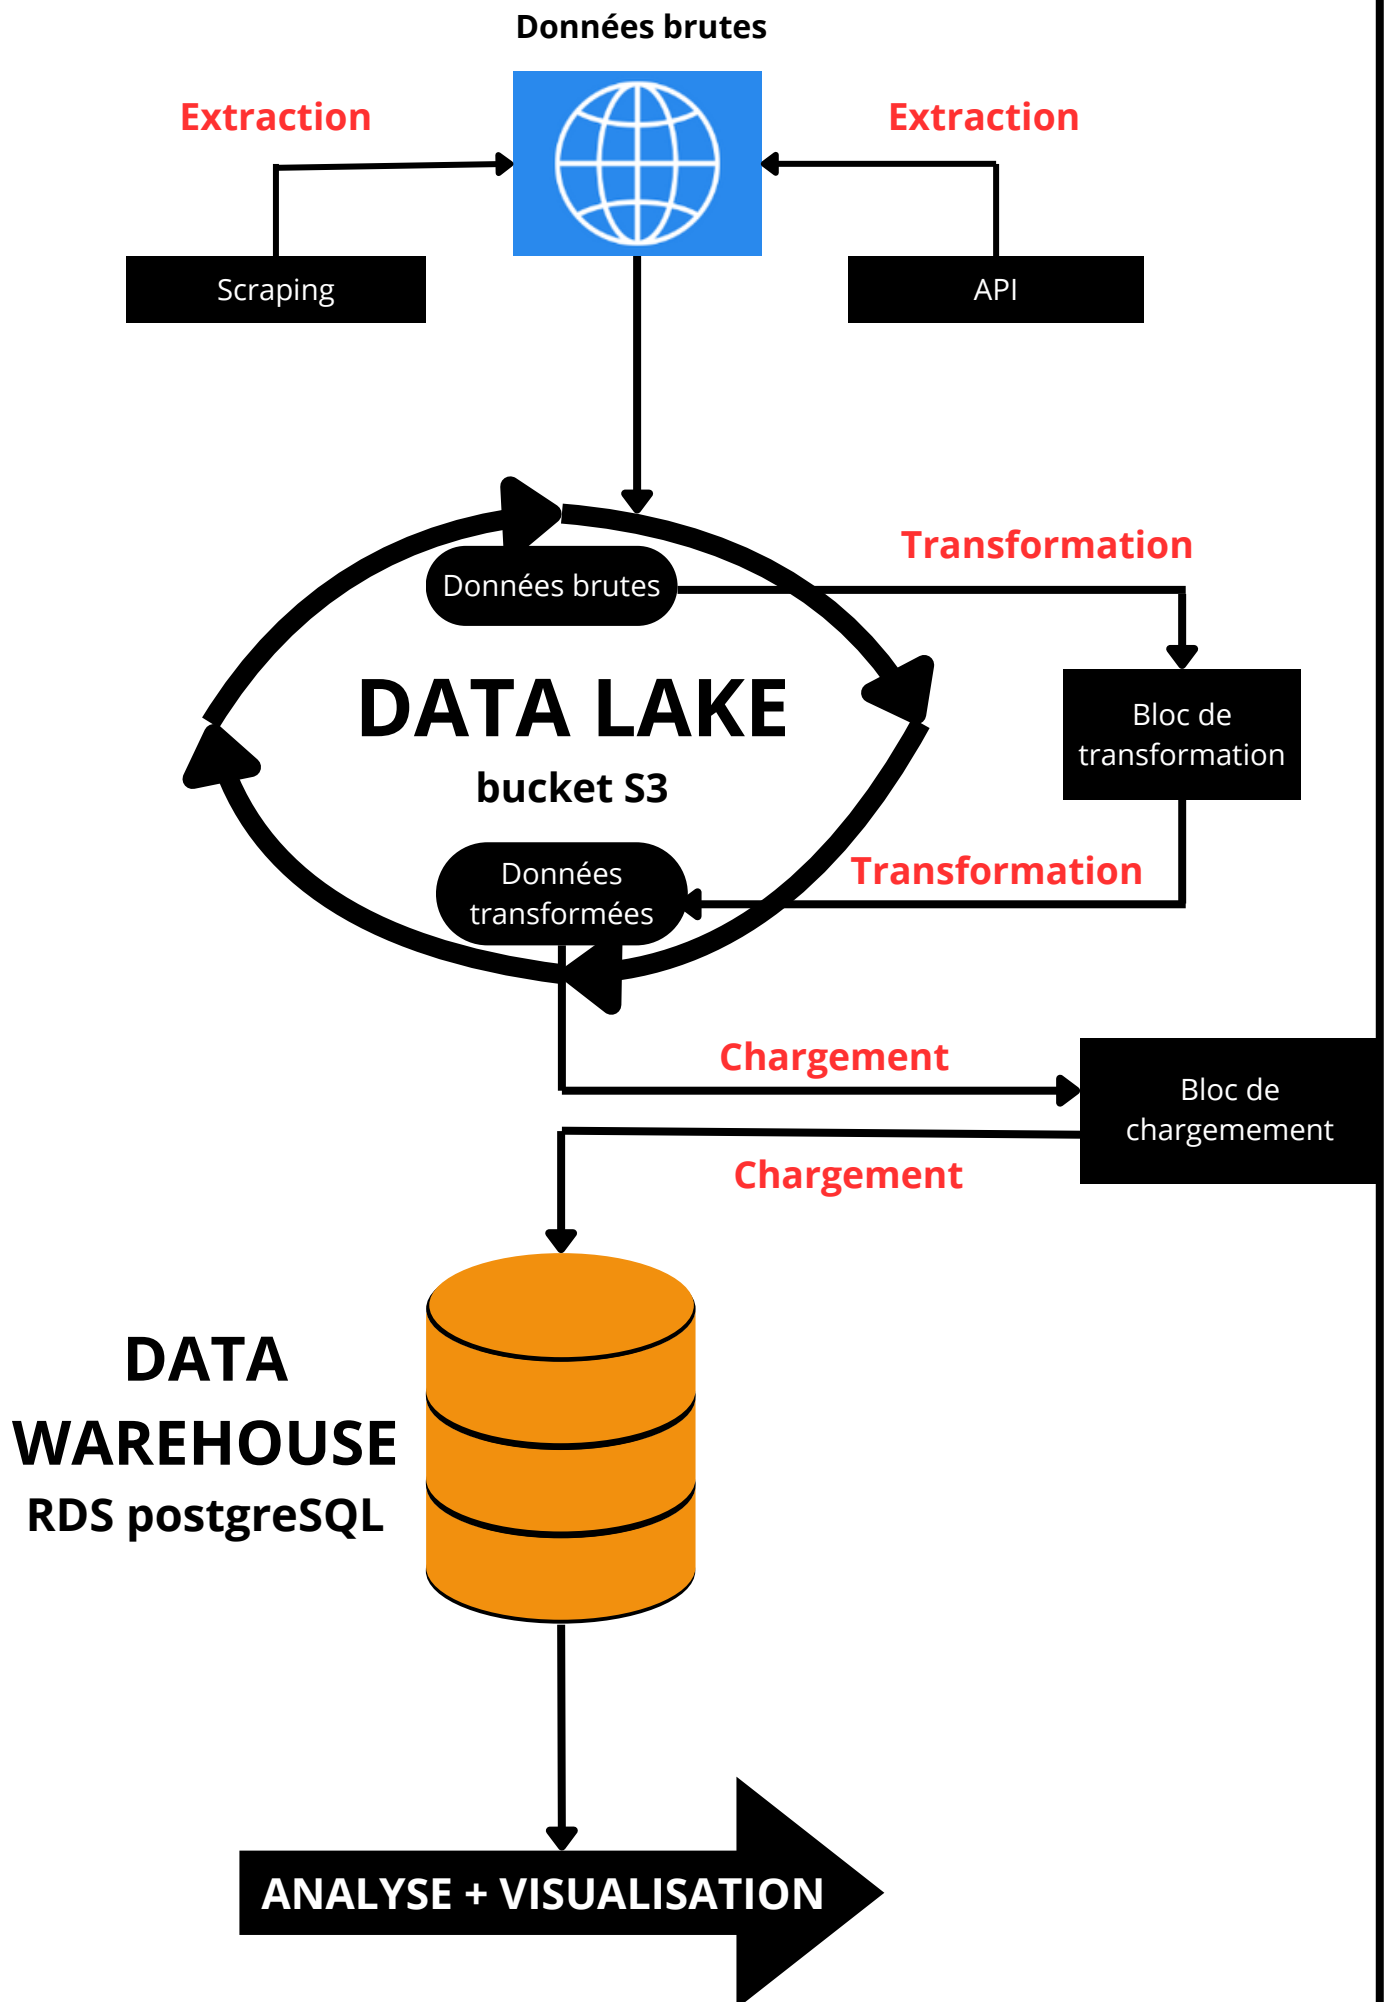 Données brutes
Extraction
Extraction
Scraping
API
Transformation
Données brutes
DATA LAKE
bucket S3
Bloc de
transformation
Transformation
Données
transformées
Chargement
Bloc de
chargemement
Chargement
DATA
WAREHOUSE
RDS postgreSQL
ANALYSE + VISUALISATION